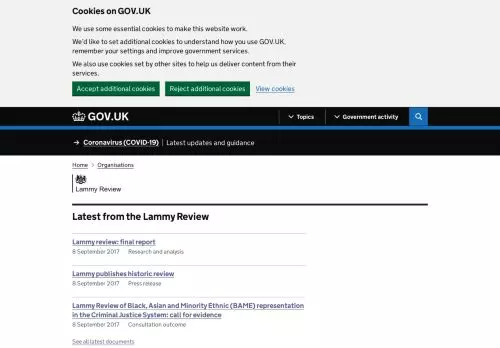 Cookies on GOV.UK
We use some essential cookies to make this website work.
We'd like to set additional cookies to understand how you use GOV.UK,
remember your settings and improve government services.
We also use cookies set by other sites to help us deliver content from their
services.
Accept additional cookies Reject additional cookies View cookies
GOV.UK Topics Government activity
→ Coronavirus (COVID-19) Latest updates and guidance
Home > Organisations
Lammy Review
Latest from the Lammy Review
Lammy review: final report
8 September 2017 Research and analysis
Lammy publishes historic review
8 September 2017 Press release
Lammy Review of Black, Asian and Minority Ethnic (BAME) representation
in the Criminal Justice System: call for evidence
8 September 2017 Consultation outcome
See all latest documents